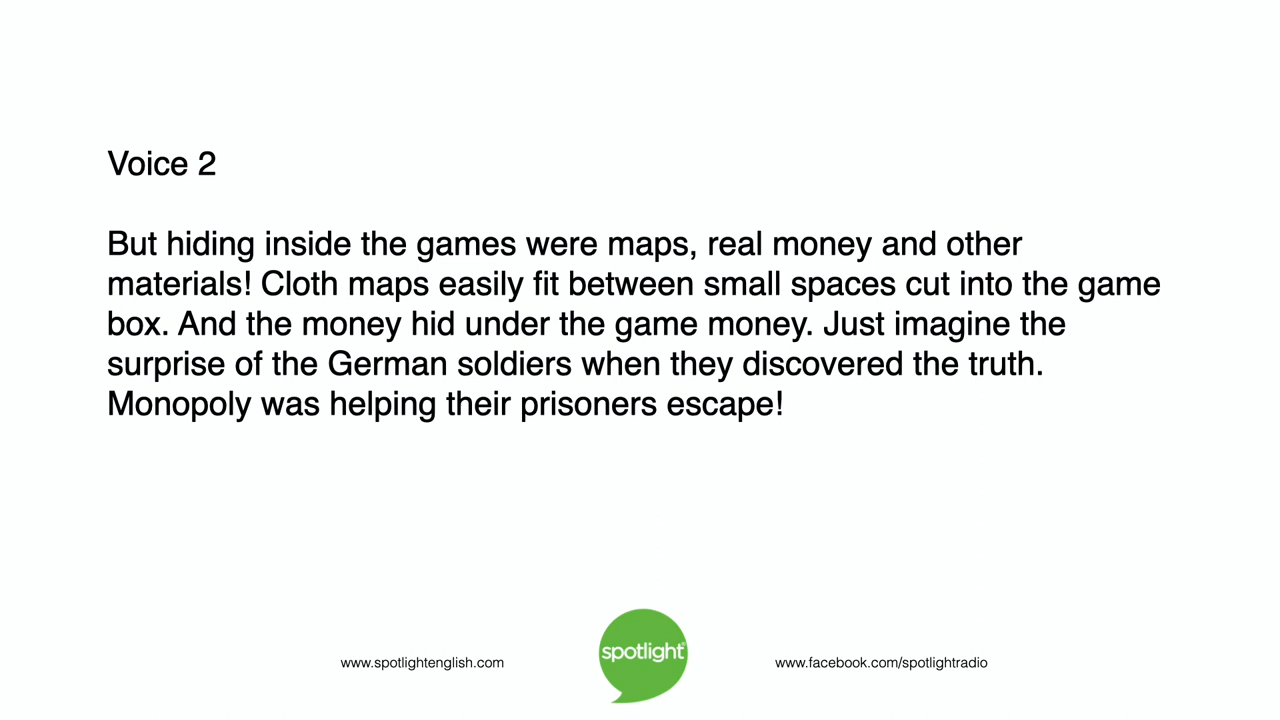 Voice 2
But hiding inside the games were maps, real money and other
materials! Cloth maps easily fit between small spaces cut into the game
box. And the money hid under the game money. Just imagine the
surprise of the German soldiers when they discovered the truth.
Monopoly was helping their prisoners escape!
www.spotlightenglish.com
spotlight®
www.facebook.com/spotlightradio